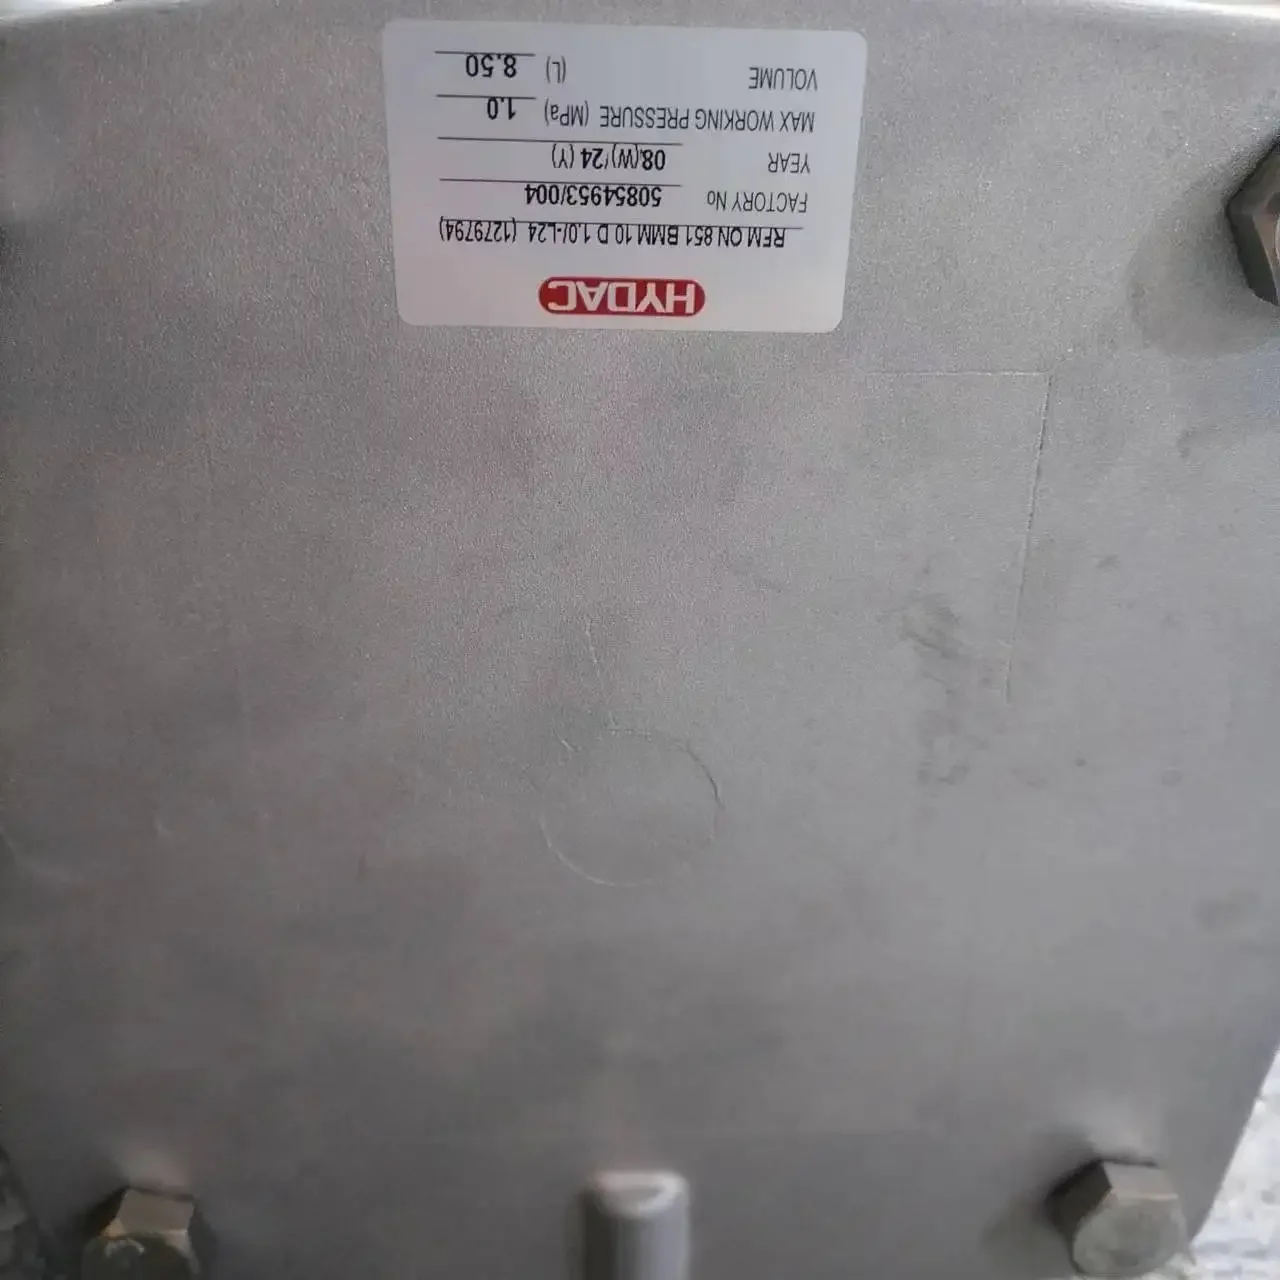 HYDAC
RFM ON 851 BMM 10 D 1.0/-L24 (1279794)
FACTORY No 50854953/004
YEAR 08(W)/24(Y)
MAX WORKING PRESSURE (MPa) 1.0
VOLUME (L) 8.50